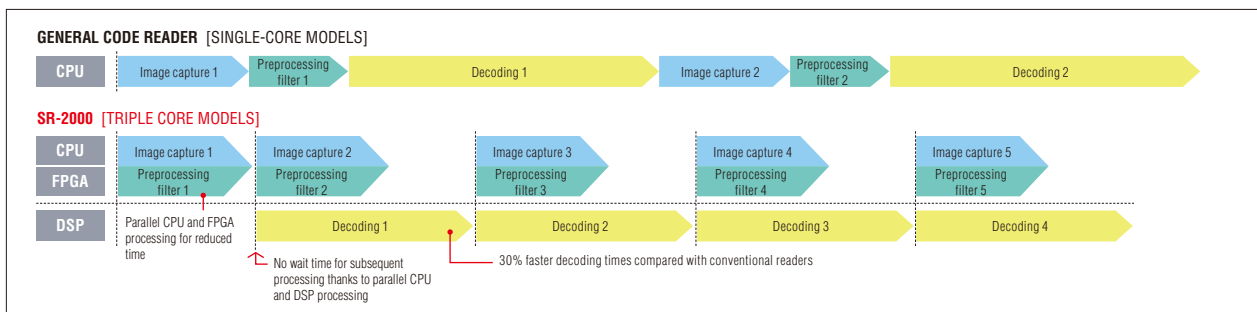 GENERAL CODE READER [SINGLE-CORE MODELS]
CPU
Image capture 1
Preprocessing
filter 1
Decoding 1
Image capture 2
Preprocessing
filter 2
Decoding 2
SR-2000 [TRIPLE CORE MODELS]
CPU
Image capture 1
Image capture 2
Image capture 3
Image capture 4
Image capture 5
FPGA
Preprocessing
filter 1
Preprocessing
filter 2
Preprocessing
filter 3
Preprocessing
filter 4
Preprocessing
filter 5
DSP
Decoding 1
Decoding 2
Decoding 3
Decoding 4
Parallel CPU and FPGA
processing for reduced
time
No wait time for subsequent
processing thanks to parallel CPU
and DSP processing
30% faster decoding times compared with conventional readers